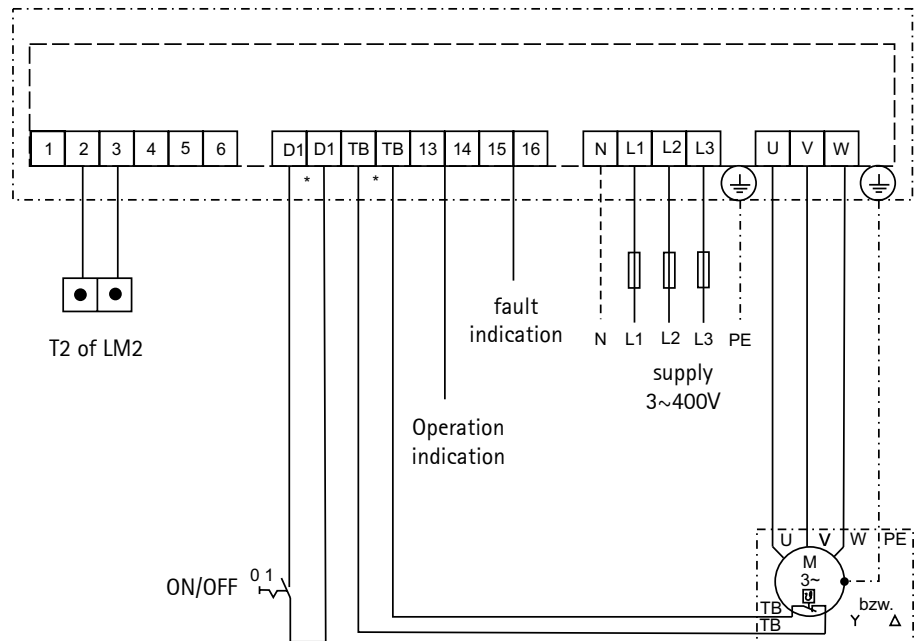 1 2 3 4 5 6 D1 D1 TB TB 13 14 15 16 N L1 L2 L3 U V W
* *
T2 of LM2
fault
indication
N L1 L2 L3 PE
supply
3~400V
Operation
indication
ON/OFF 0 1
U V W PE
M
3~
TB
TB
bzw.
Y Δ